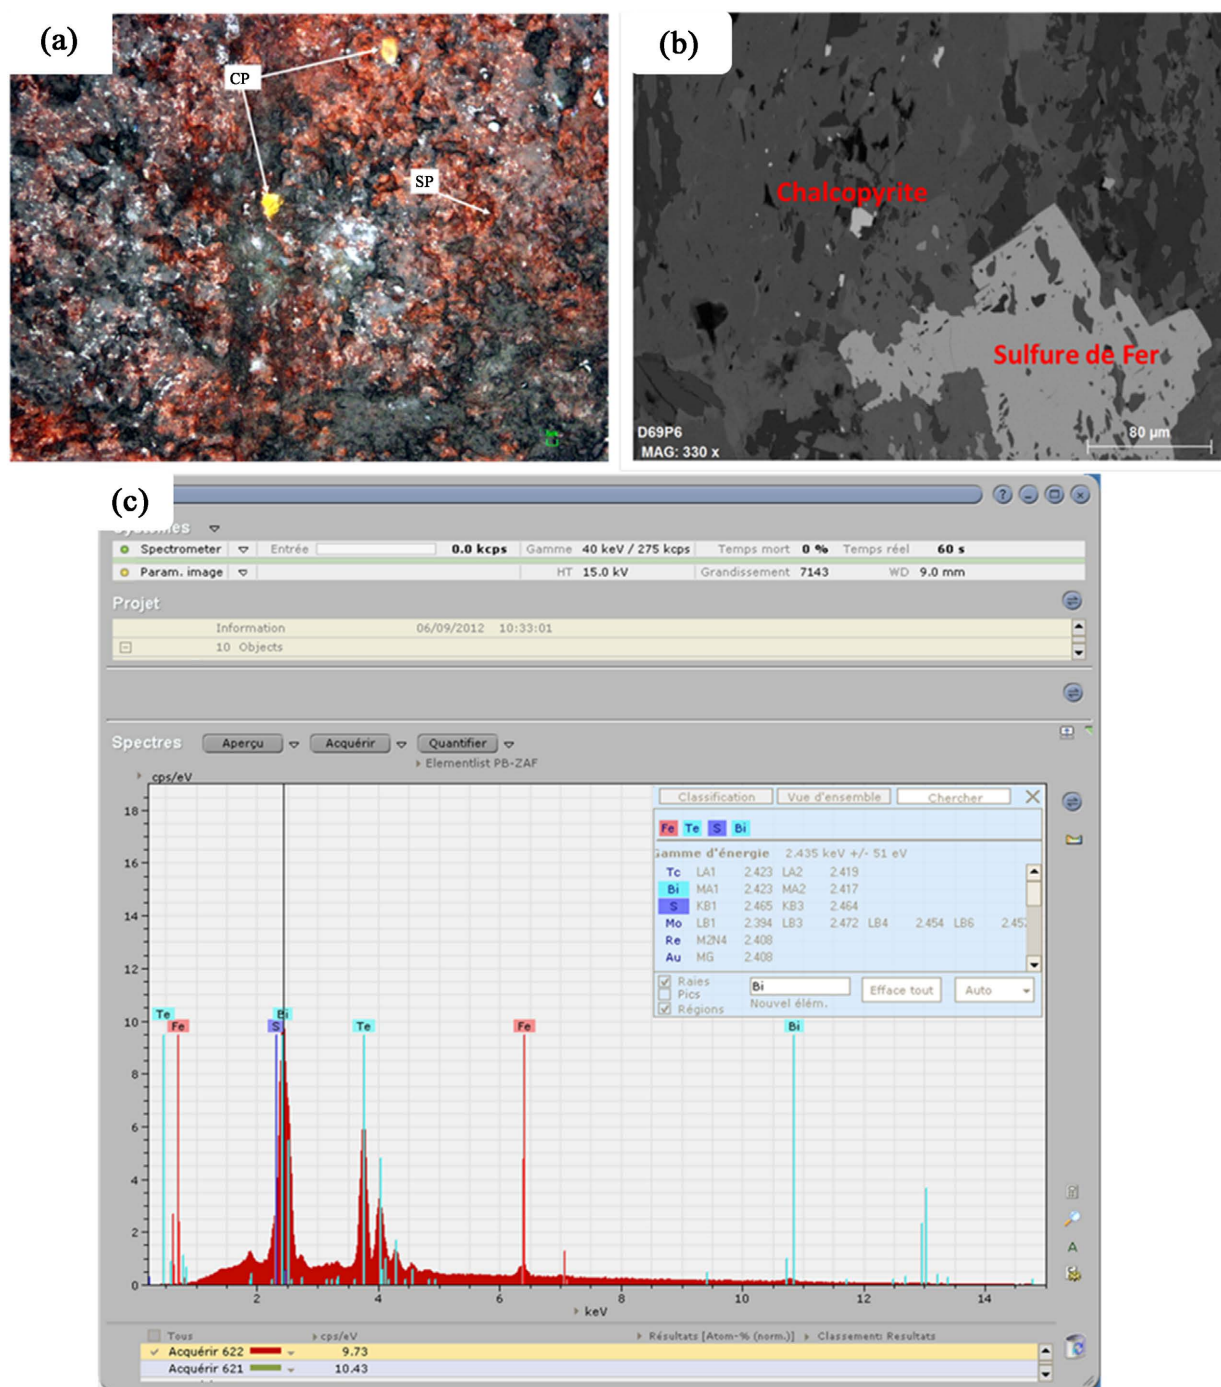 (a)
CP
SP
(b)
Chalcopyrite
Sulfure de Fer
D69P6
MAG: 330 x
80 µm
(c)
Systèmes
Spectrometer Entrée 0.0 kcps Gamme 40 keV / 275 kcps Temps mort 0 % Temps réel 60 s
Param. image HT 15.0 kV Grandissement 7143 WD 9.0 mm
Projet
Information 06/09/2012 10:33:01
10 Objects
Spectres Aperçu Acquérir Quantifier
Elementlist PB-ZAF
cps/eV
Classification Vue d'ensemble Chercher
Fe Te S Bi
Gamme d'énergie 2.435 keV +/- 51 eV
Tc LA1 2.423 LA2 2.419
Bi MA1 2.423 MA2 2.417
S KB1 2.465 KB3 2.464
Mo LB1 2.394 LB3 2.472 LB4 2.454 LB6
Re M2N4 2.408
Au MG 2.408
Raies
Pics
Régions
Bi
Nouvel élém.
Efface tout
Auto
18
16
14
12
10
8
6
4
2
0
Te Bi
Fe S Te Fe Bi
2 4 6 8 10 12 14
keV
Tous cps/eV Résultats [Atom-% (norm.)] Classement: Resultats
Acquérir 622 9.73
Acquérir 621 10.43